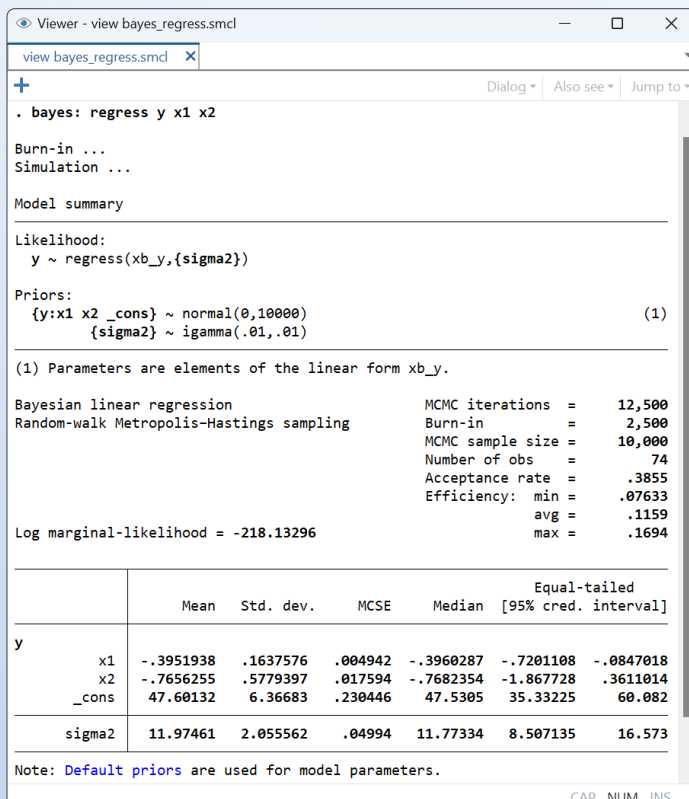 Viewer - view bayes_regress.smcl
view bayes_regress.smcl
Dialog Also see Jump to
. bayes: regress y x1 x2
Burn-in ...
Simulation ...
Model summary
Likelihood:
y ~ regress(xb_y,{sigma2})
Priors:
{y:x1 x2 _cons} ~ normal(0,10000) (1)
{sigma2} ~ igamma(.01,.01)
(1) Parameters are elements of the linear form xb_y.
Bayesian linear regression MCMC iterations = 12,500
Random-walk Metropolis–Hastings sampling Burn-in = 2,500
MCMC sample size = 10,000
Number of obs = 74
Acceptance rate = .3855
Efficiency: min = .07633
avg = .1159
Log marginal-likelihood = -218.13296 max = .1694
Equal-tailed
Mean Std. dev. MCSE Median [95% cred. interval]
y
x1 -.3951938 .1637576 .004942 -.3960287 -.7201108 -.0847018
x2 -.7656255 .5779397 .017594 -.7682354 -1.867728 .3611014
_cons 47.60132 6.36683 .230446 47.5305 35.33225 60.082
sigma2 11.97461 2.055562 .04994 11.77334 8.507135 16.573
Note: Default priors are used for model parameters.
CAP NUM INS